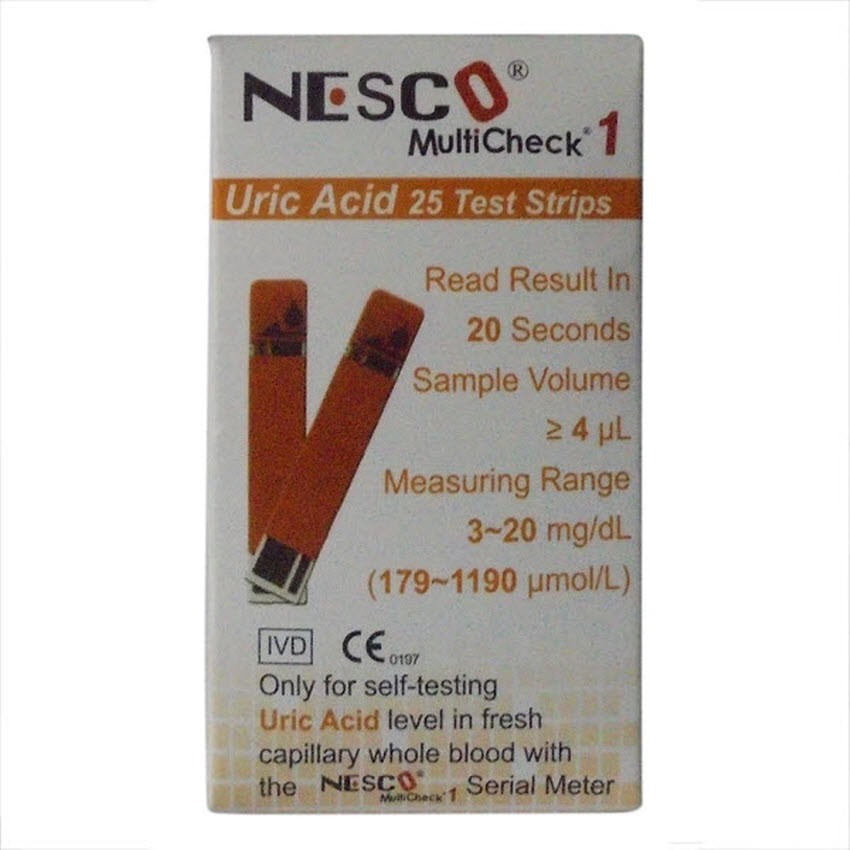 NESCO®
MultiCheck® 1
Uric Acid 25 Test Strips
Read Result In
20 Seconds
Sample Volume
≥ 4 µL
Measuring Range
3~20 mg/dL
(179~1190 µmol/L)
IVD CE 0197
Only for self-testing
Uric Acid level in fresh
capillary whole blood with
the NESCO® MultiCheck® 1 Serial Meter